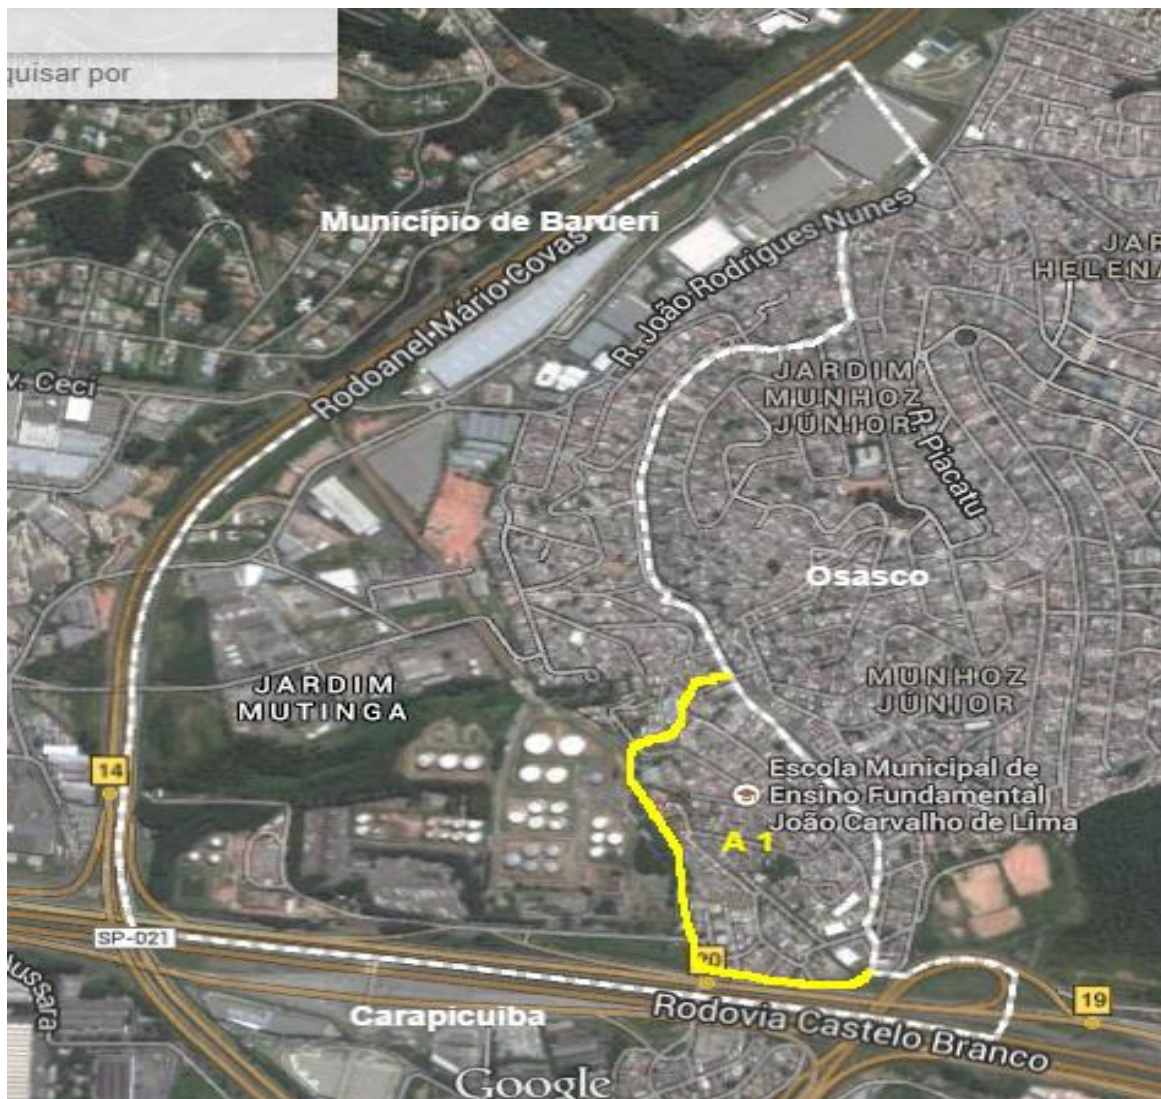 quisar por
Município de Barueri
Rodoanel Mário Covas
R. João Rodrigues Nunes
JAR
HELENA
v. Ceci
JARDIM
MUNHOZ
JÚNIOR
R. Pjacatu
Osasco
JARDIM
MUTINGA
MUNHOZ
JÚNIOR
14
Escola Municipal de
Ensino Fundamental
João Carvalho de Lima
A 1
SP-021
20
ussara
19
Carapicuiba
Rodovia Castelo Branco
Google